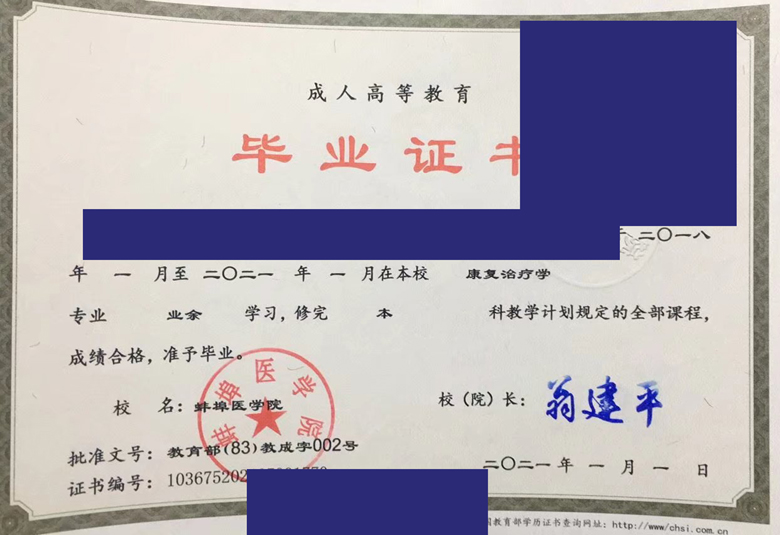 成人高等教育
毕业证书
二〇一八
年 一 月至 二〇二一 年 一 月在本校 康复治疗学
专业 业余 学习，修完 本 科教学计划规定的全部课程，
成绩合格，准予毕业。
蚌埠医学院
校 名：蚌埠医学院
校（院）长：翁建平
批准文号：教育部(83)教成字002号
二〇二一年 一 月 一 日
证书编号：103675202
国教育部学历证书查询网址：http://www.chsi.com.cn